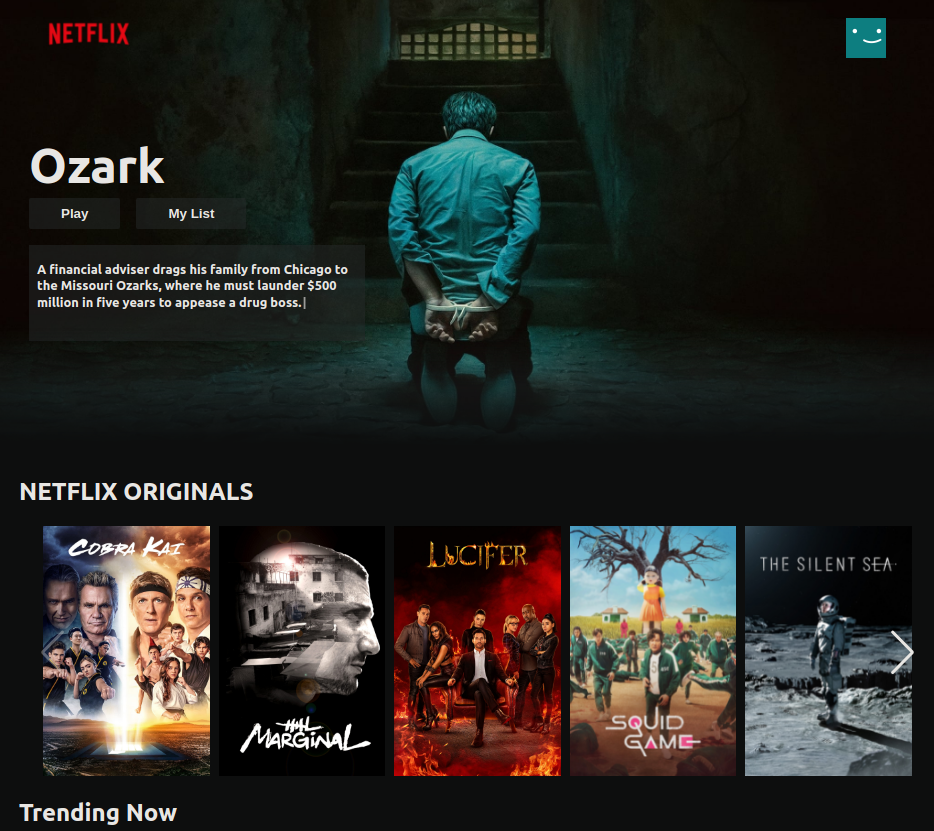 NETFLIX
Ozark
Play
My List
A financial adviser drags his family from Chicago to
the Missouri Ozarks, where he must launder $500
million in five years to appease a drug boss.
NETFLIX ORIGINALS
COBRA KAI
MARGINAL
LUCIFER
SQUID
GAME
THE SILENT SEA
Trending Now